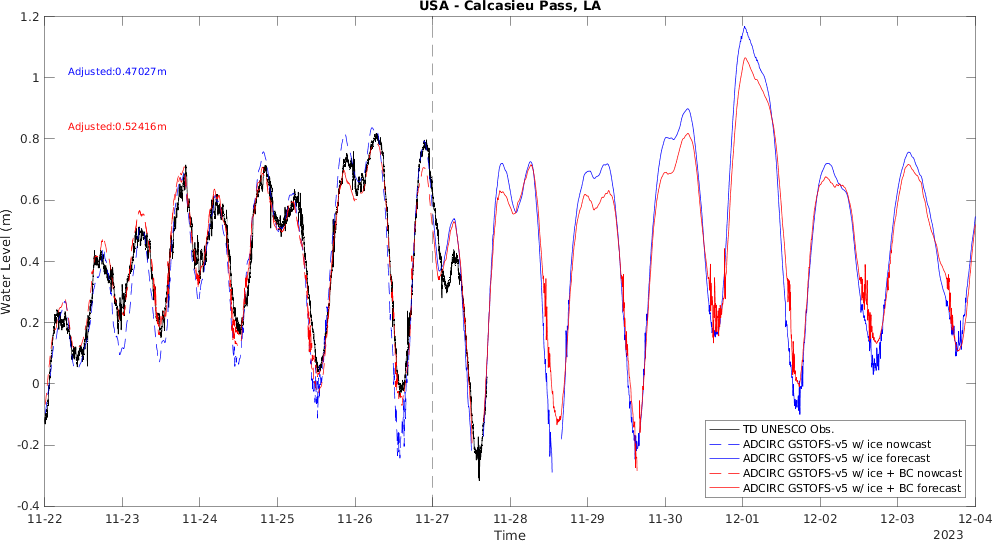 USA - Calcasieu Pass, LA
1.2
1
0.8
0.6
0.4
0.2
0
-0.2
-0.4
Water Level (m)
Adjusted:0.47027m
Adjusted:0.52416m
TD UNESCO Obs.
ADCIRC GSTOFS-v5 w/ ice nowcast
ADCIRC GSTOFS-v5 w/ ice forecast
ADCIRC GSTOFS-v5 w/ ice + BC nowcast
ADCIRC GSTOFS-v5 w/ ice + BC forecast
11-22 11-23 11-24 11-25 11-26 11-27 11-28 11-29 11-30 12-01 12-02 12-03 12-04
Time
2023